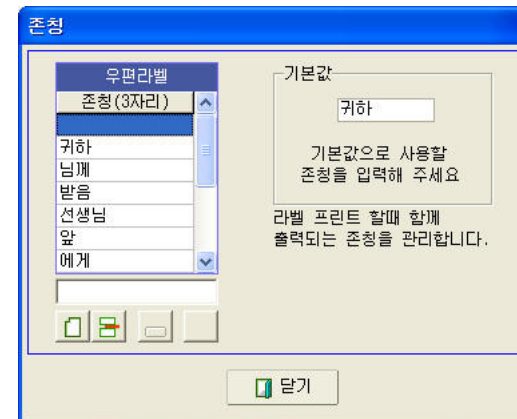 존칭
우편라벨
존칭(3자리)
귀하
님께
받음
선생님
앞
에게
기본값
귀하
기본값으로 사용할
존칭을 입력해 주세요
라벨 프린트 할때 함께
출력되는 존칭을 관리합니다.
닫기